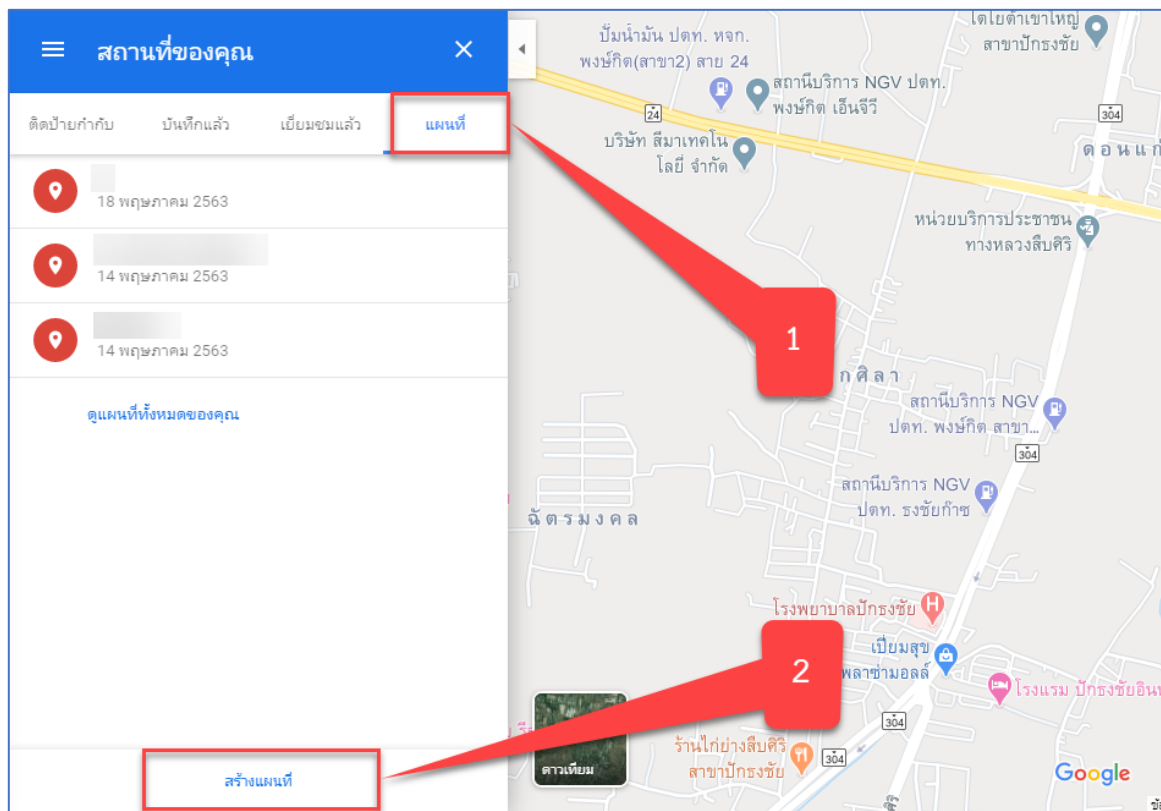 สถานที่ของคุณ
ติดป้ายกำกับ บันทึกแล้ว เยี่ยมชมแล้ว แผนที่
18 พฤษภาคม 2563
14 พฤษภาคม 2563
14 พฤษภาคม 2563
ดูแผนที่ทั้งหมดของคุณ
สร้างแผนที่
1
2
ปั้มน้ำมัน ปตท. หจก.
พงษ์กิต(สาขา2) สาย 24
โตโยต้าเขาใหญ่
สาขาปักธงชัย
สถานีบริการ NGV ปตท.
พงษ์กิต เอ็นจีวี
24
304
บริษัท สีมาเทคโน
โลยี่ จำกัด
หน่วยบริการประชาชน
ทางหลวงสืบศิริ
กศิลา
สถานีบริการ NGV
ปตท. พงษ์กิต สาขา...
304
สถานีบริการ NGV
ปตท. ธงชัยก๊าซ
ฉัตรมงคล
โรงพยาบาลปักธงชัย
H
เปี่ยมสุข
พลาซ่ามอลล์
โรงแรม ปักธงชัยอิน
304
ร้านไก่ย่างสืบศิริ
สาขาปักธงชัย
304
ดาวเทียม
Google